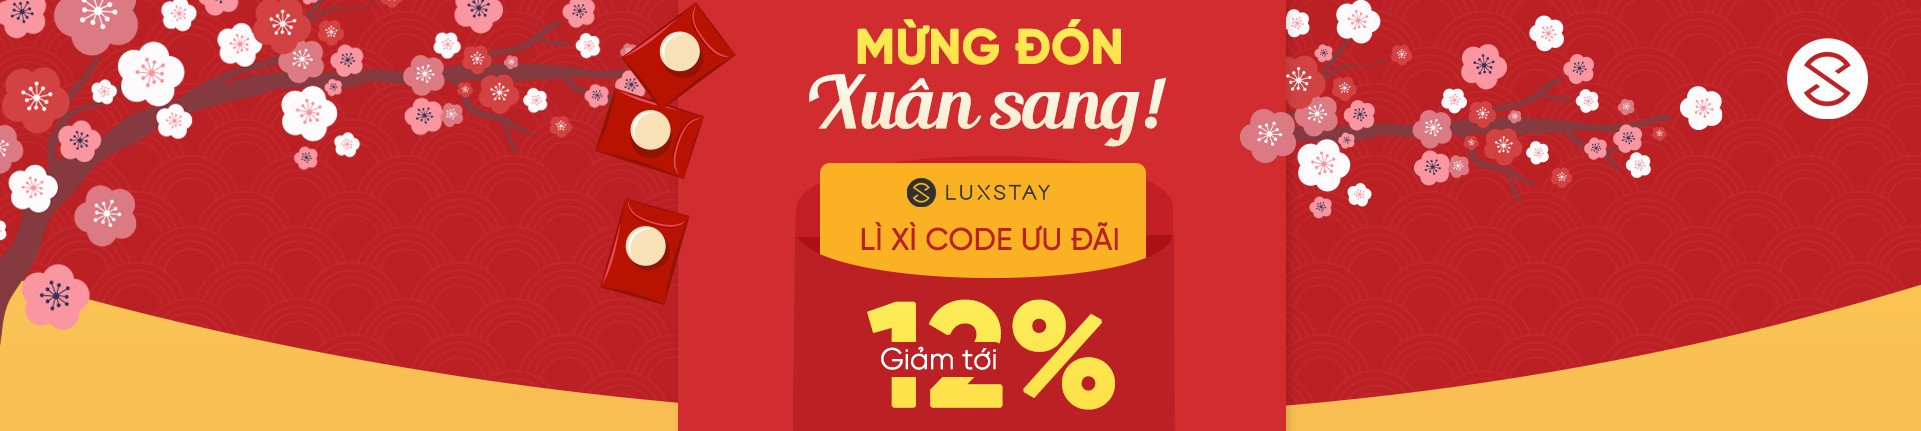 MỪNG ĐÓN
Xuân sang!
LUXSTAY
LÌ XÌ CODE ƯU ĐÃI
Giảm tới
12%